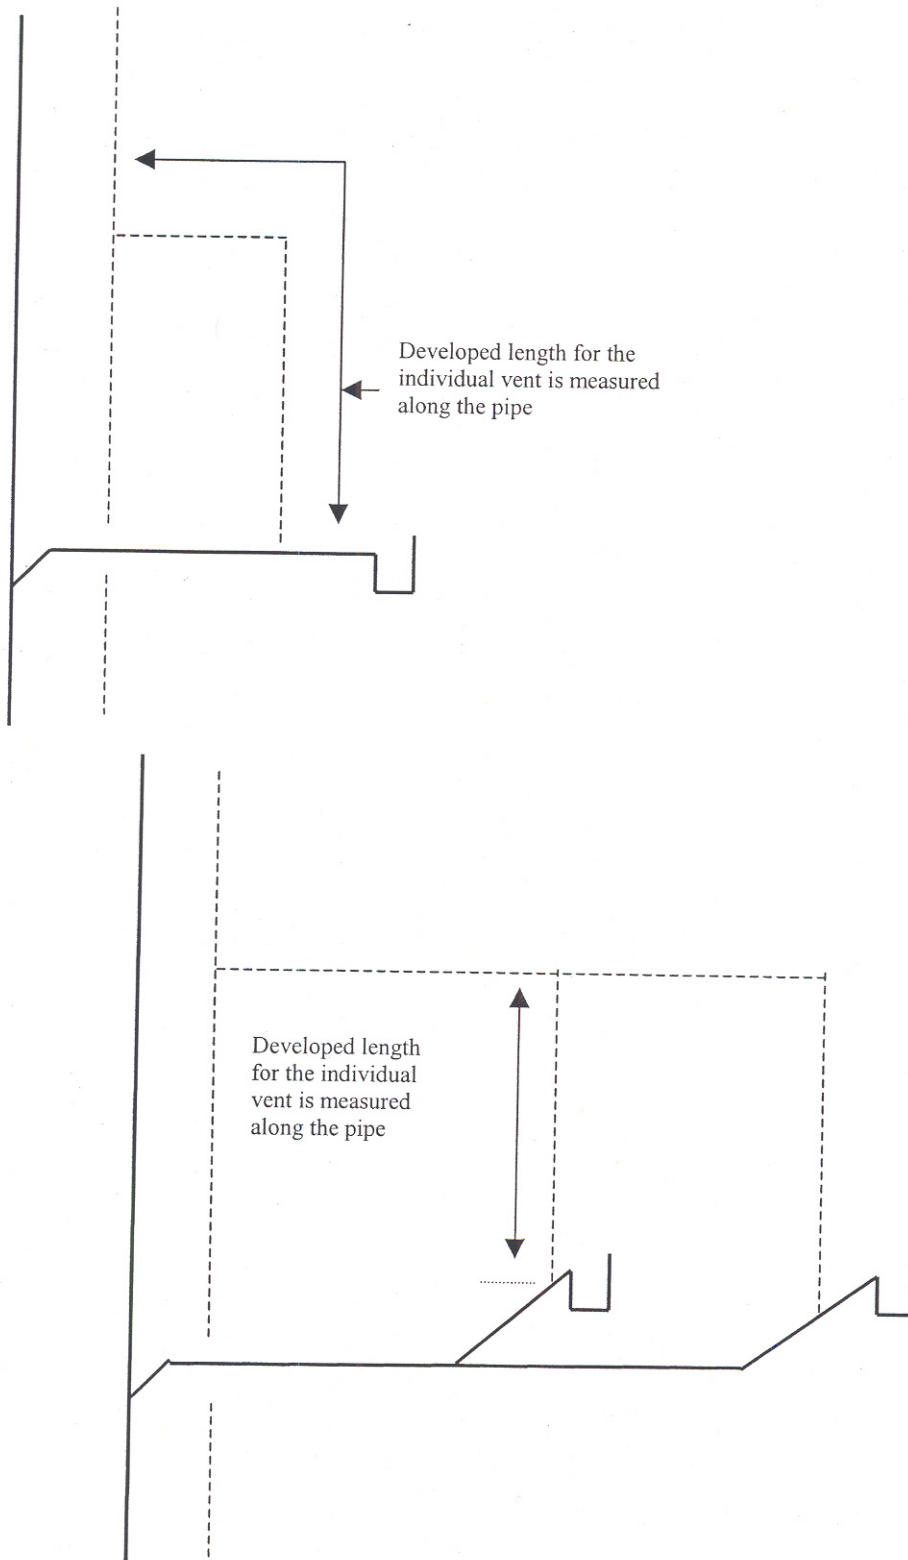 Developed length for the
individual vent is measured
along the pipe
Developed length
for the individual
vent is measured
along the pipe